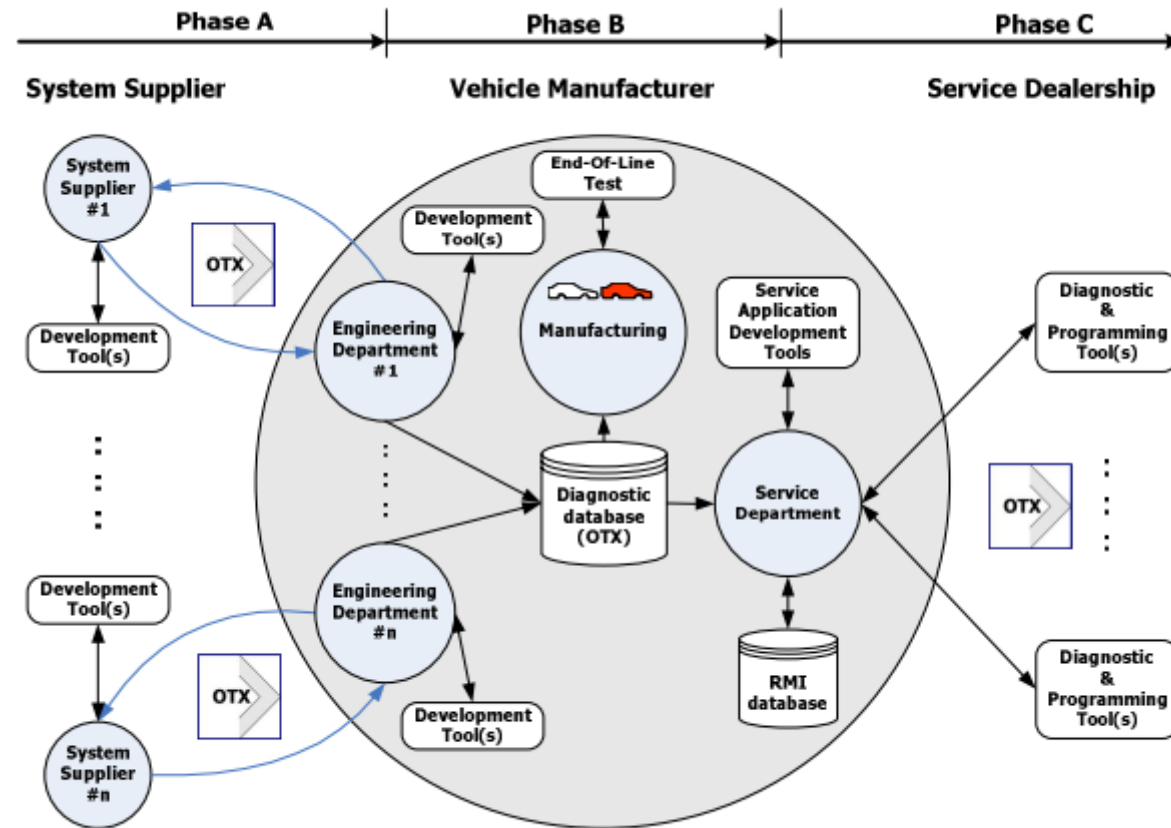 Phase A
Phase B
Phase C
System Supplier
Vehicle Manufacturer
Service Dealership
System
Supplier
#1
OTX
Development
Tool(s)
Development
Tool(s)
End-Of-Line
Test
Engineering
Department
#1
Manufacturing
Service
Application
Development
Tools
Diagnostic
&
Programming
Tool(s)
Diagnostic
database
(OTX)
Service
Department
OTX
Development
Tool(s)
Engineering
Department
#n
OTX
System
Supplier
#n
Development
Tool(s)
RMI
database
Diagnostic
&
Programming
Tool(s)